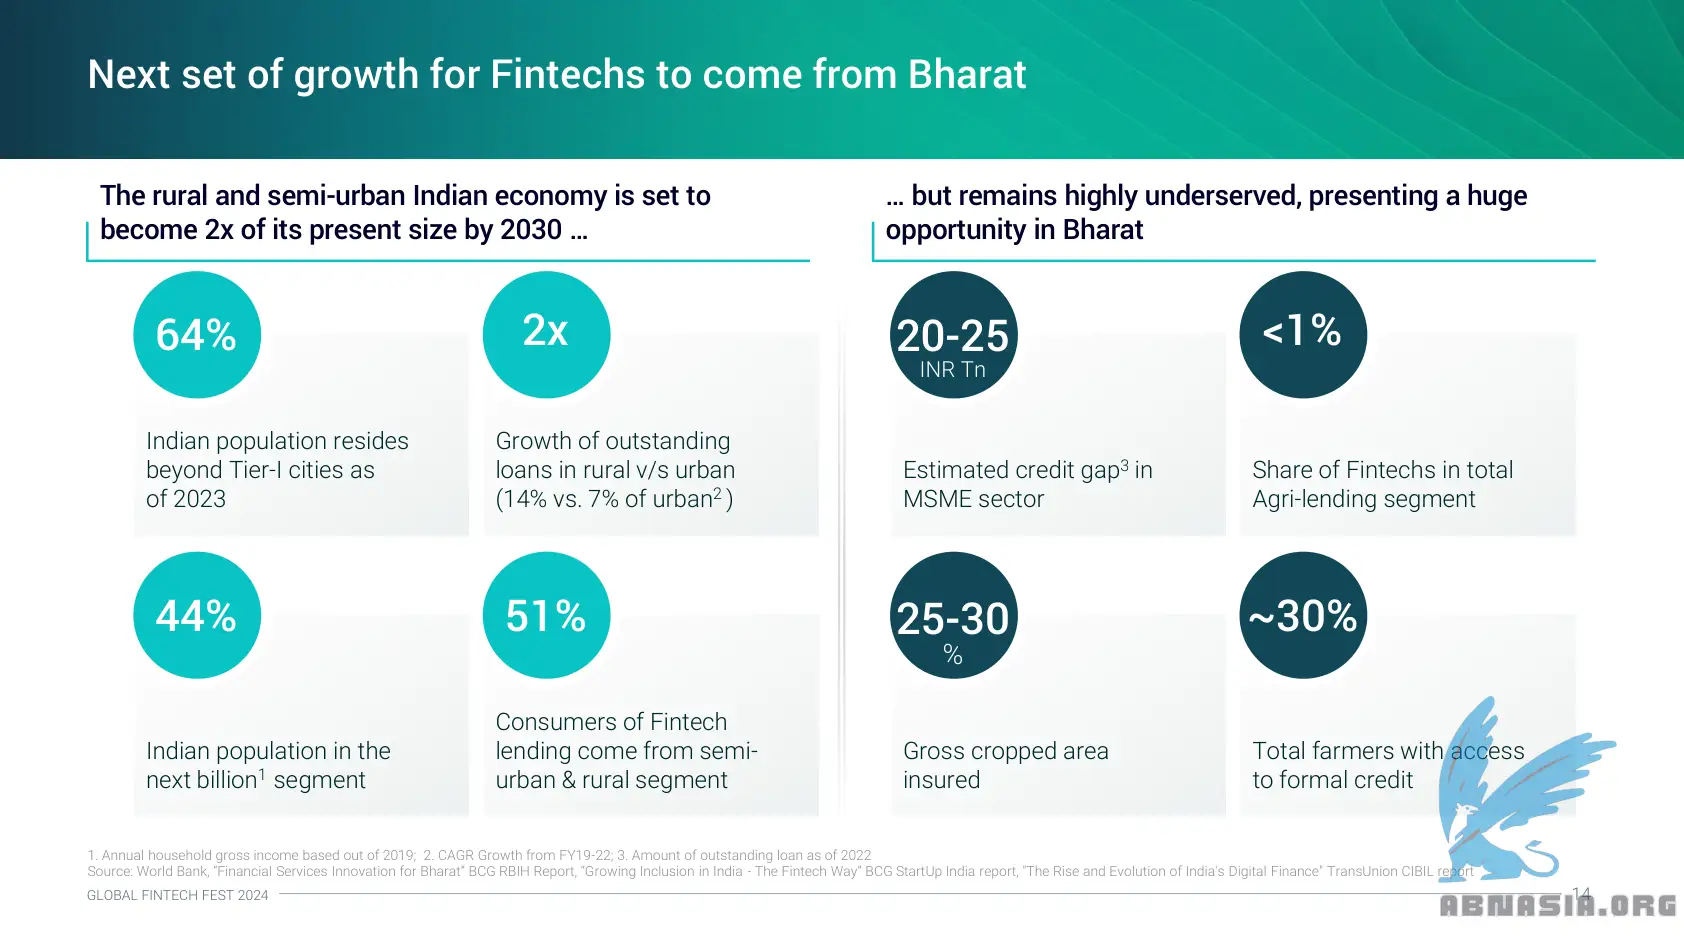 Next set of growth for Fintechs to come from Bharat
The rural and semi-urban Indian economy is set to
become 2x of its present size by 2030 ...
64%
Indian population resides
beyond Tier-I cities as
of 2023
2x
Growth of outstanding
loans in rural v/s urban
(14% vs. 7% of urban² )
44%
Indian population in the
next billion¹ segment
51%
Consumers of Fintech
lending come from semi-
urban & rural segment
... but remains highly underserved, presenting a huge
opportunity in Bharat
20-25
INR Tn
Estimated credit gap³ in
MSME sector
<1%
Share of Fintechs in total
Agri-lending segment
25-30
%
Gross cropped area
insured
~30%
Total farmers with access
to formal credit
1. Annual household gross income based out of 2019; 2. CAGR Growth from FY19-22; 3. Amount of outstanding loan as of 2022
Source: World Bank, "Financial Services Innovation for Bharat" BCG RBIH Report, "Growing Inclusion in India - The Fintech Way" BCG StartUp India report, "The Rise and Evolution of India's Digital Finance" TransUnion CIBIL report
GLOBAL FINTECH FEST 2024
14
ABNASIA.ORG